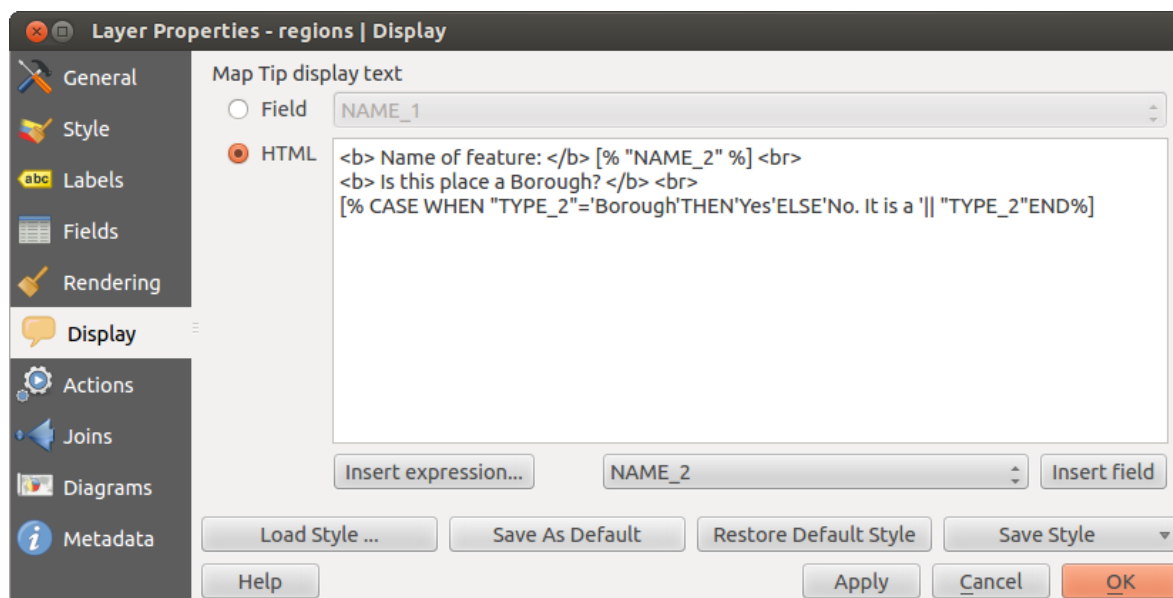 Layer Properties - regions | Display
General
Style
abc Labels
Fields
Rendering
Display
Actions
Joins
Diagrams
Metadata
Map Tip display text
Field NAME_1
HTML
<b> Name of feature: </b> [% "NAME_2" %] <br>
<b> Is this place a Borough? </b> <br>
[% CASE WHEN "TYPE_2"='Borough'THEN'Yes'ELSE'No. It is a '|| "TYPE_2"END%]
Insert expression... NAME_2 Insert field
Load Style ... Save As Default Restore Default Style Save Style
Help Apply Cancel OK